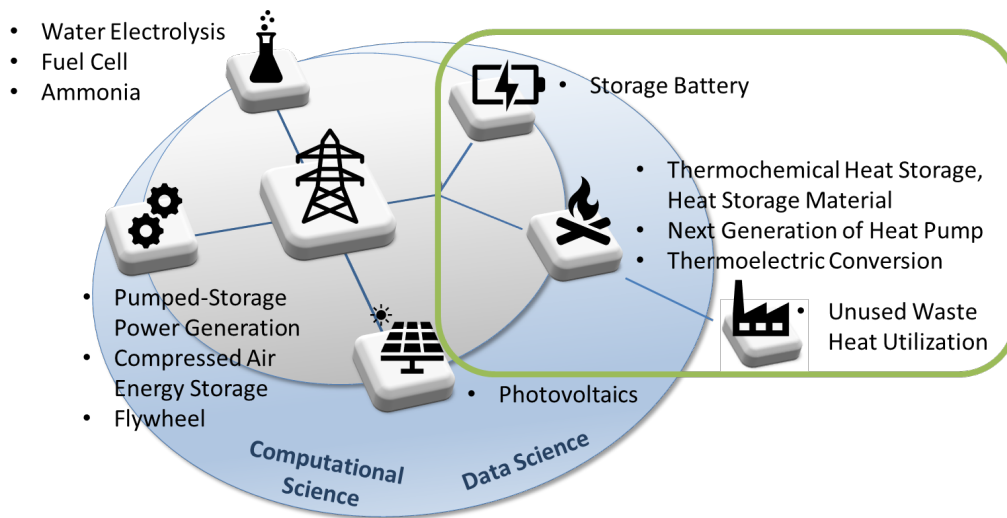 • Water Electrolysis
• Fuel Cell
• Ammonia
• Storage Battery
• Thermochemical Heat Storage,
Heat Storage Material
• Next Generation of Heat Pump
• Thermoelectric Conversion
• Unused Waste
Heat Utilization
• Pumped-Storage
Power Generation
• Compressed Air
Energy Storage
• Flywheel
• Photovoltaics
Computational
Science
Data Science